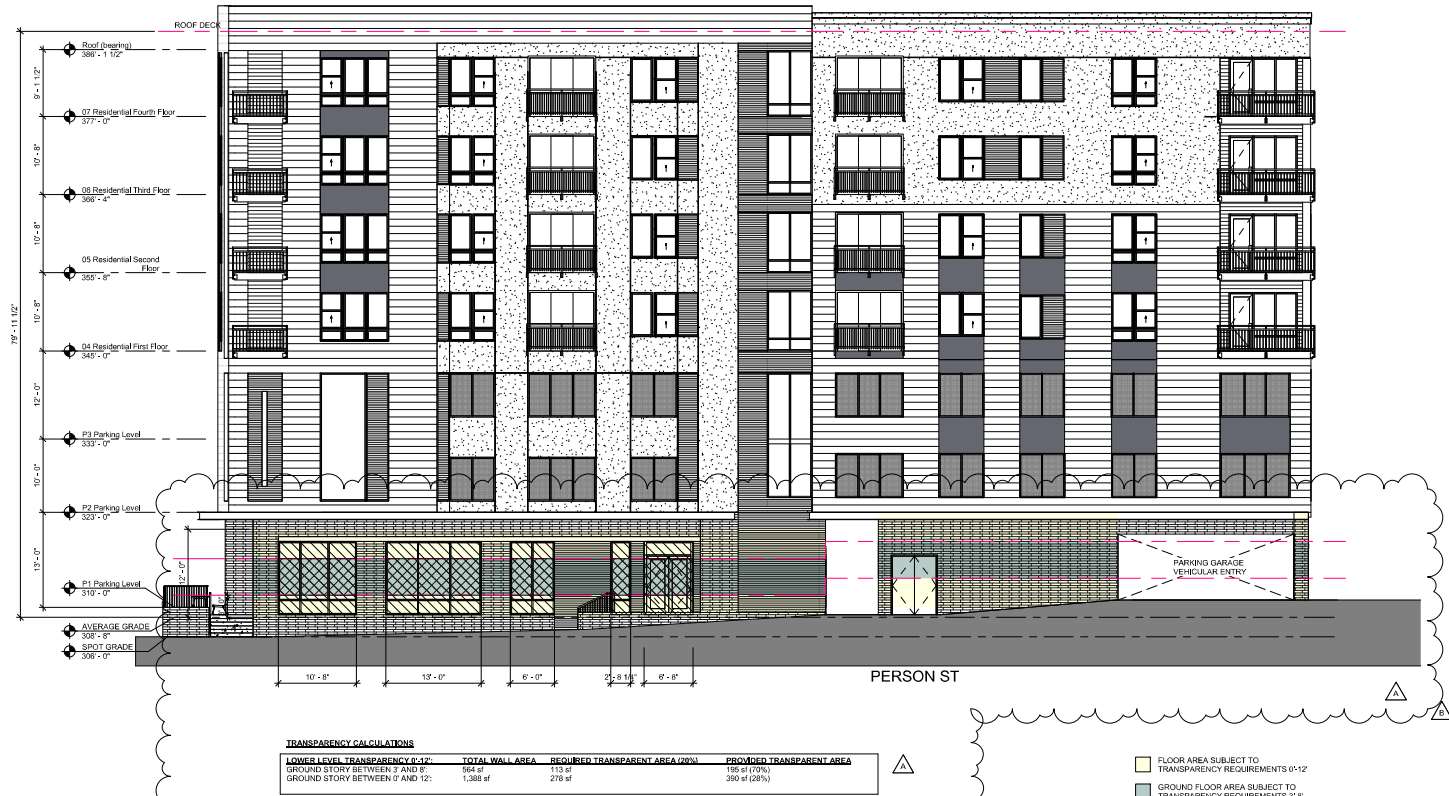 ROOF DECK
Roof (bearing)
386' - 1 1/2"
9' - 1 1/2"
07 Residential Fourth Floor
377' - 0"
10' - 8"
06 Residential Third Floor
366' - 4"
10' - 8"
05 Residential Second
Floor
355' - 8"
10' - 8"
79' - 11 1/2"
04 Residential First Floor
345' - 0"
12' - 0"
P3 Parking Level
333' - 0"
10' - 0"
P2 Parking Level
323' - 0"
13' - 0"
12' - 0"
P1 Parking Level
310' - 0"
PARKING GARAGE
VEHICULAR ENTRY
AVERAGE GRADE
308' - 8"
SPOT GRADE
306' - 0"
10' - 8"
13' - 0"
6' - 0"
2' - 8 1/4"
6' - 8"
PERSON ST
A
B
TRANSPARENCY CALCULATIONS
LOWER LEVEL TRANSPARENCY 0'-12': TOTAL WALL AREA REQUIRED TRANSPARENT AREA (20%) PROVIDED TRANSPARENT AREA
GROUND STORY BETWEEN 3' AND 8': 564 sf 113 sf 195 sf (70%)
GROUND STORY BETWEEN 0' AND 12': 1,388 sf 278 sf 390 sf (28%)
A
FLOOR AREA SUBJECT TO
TRANSPARENCY REQUIREMENTS 0'-12'
GROUND FLOOR AREA SUBJECT TO
TRANSPARENCY REQUIREMENTS 3'-8'